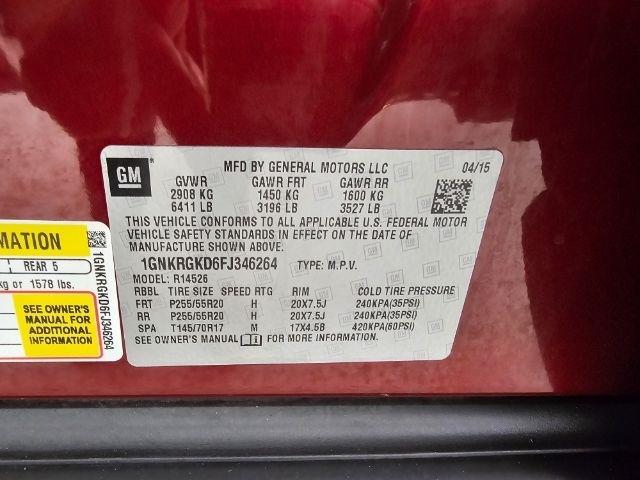 GM
MFD BY GENERAL MOTORS LLC 04/15
GVWR GAWR FRT GAWR RR
2908 KG 1450 KG 1600 KG
6411 LB 3196 LB 3527 LB
THIS VEHICLE CONFORMS TO ALL APPLICABLE U.S. FEDERAL MOTOR
VEHICLE SAFETY STANDARDS IN EFFECT ON THE DATE OF
MANUFACTURE SHOWN ABOVE.
1GNKRGKD6FJ346264 TYPE: M.P.V.
MODEL: R14526
RBBL TIRE SIZE SPEED RTG RIM COLD TIRE PRESSURE
FRT P255/55R20 H 20X7.5J 240KPA(35PSI)
RR P255/55R20 H 20X7.5J 240KPA(35PSI)
SPA T145/70R17 M 17X4.5B 420KPA(60PSI)
SEE OWNER'S MANUAL FOR MORE INFORMATION.
MATION
REAR 5
kg or 1578 lbs.
SEE OWNER'S
MANUAL FOR
ADDITIONAL
INFORMATION
1GNKRGKD6FJ346264